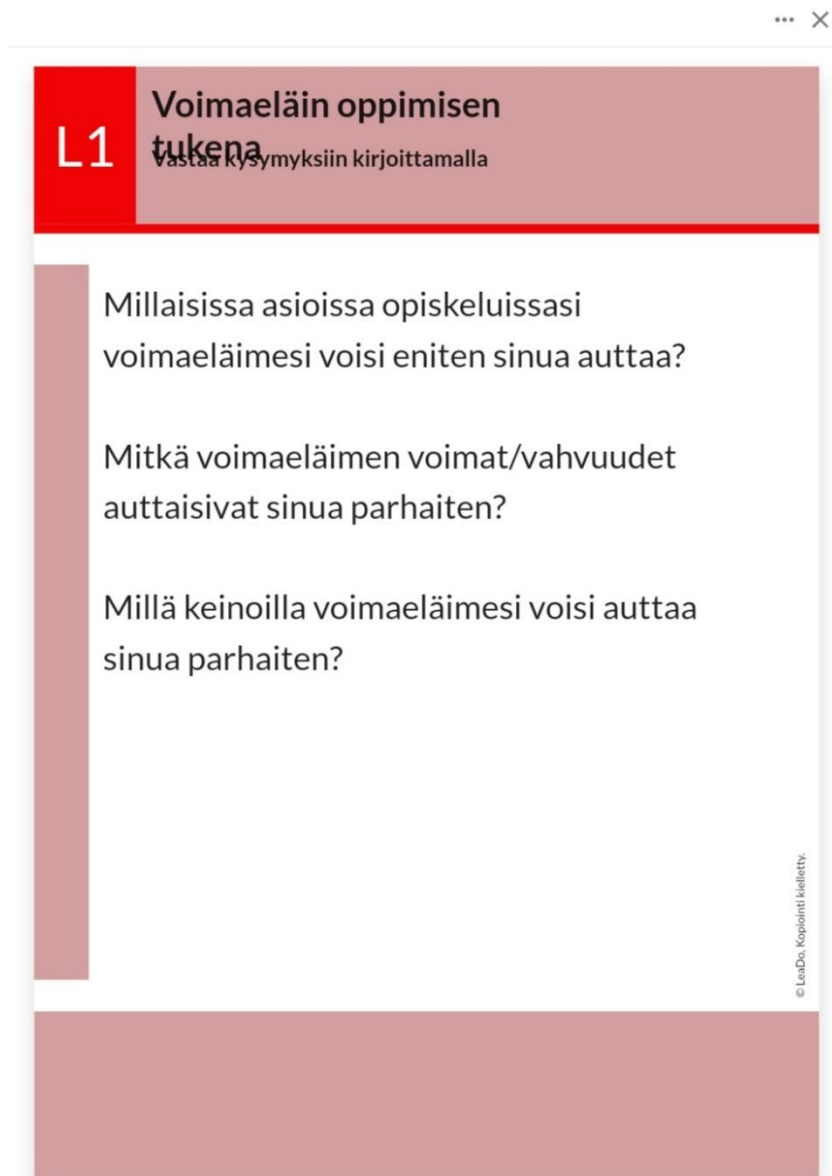 L1
Voimaeläin oppimisen
tukena
Vastaa kysymyksiin kirjoittamalla
Millaisissa asioissa opiskeluissasi
voimaeläimesi voisi eniten sinua auttaa?
Mitkä voimaeläimen voimat/vahvuudet
auttaisivat sinua parhaiten?
Millä keinoilla voimaeläimesi voisi auttaa
sinua parhaiten?
© LeaDo, Kopiointi kielletty.